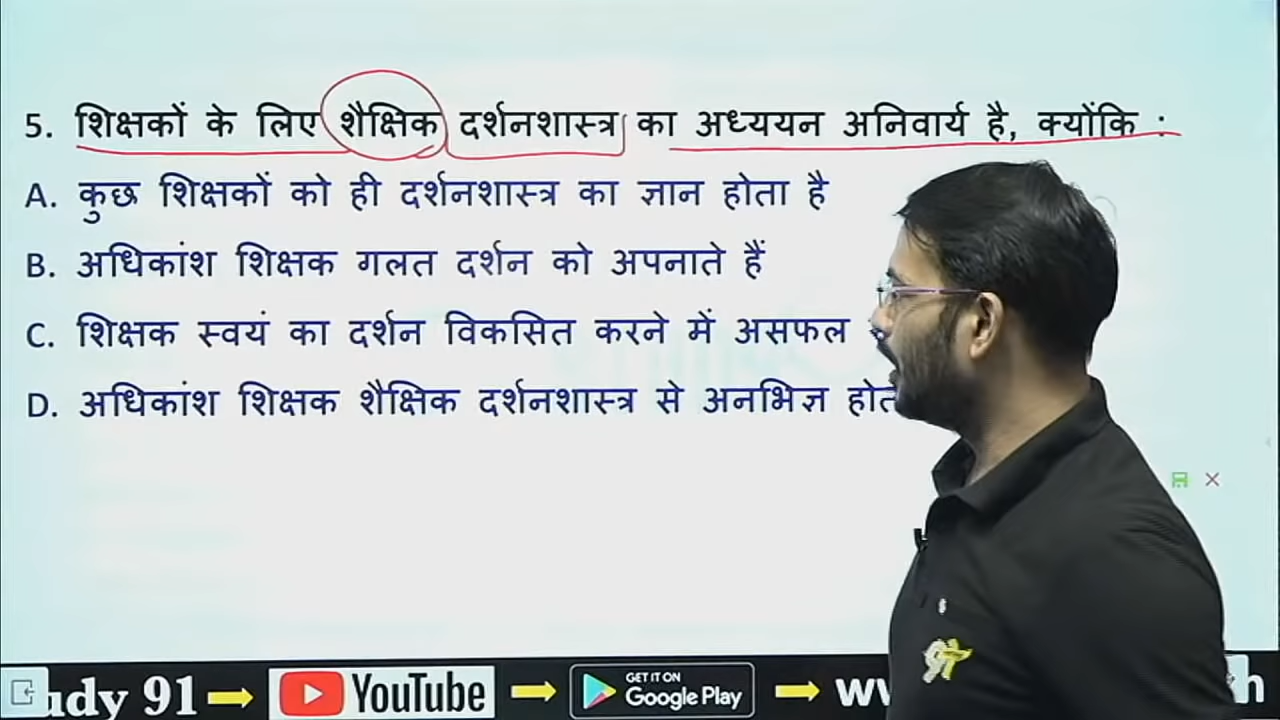 5. शिक्षकों के लिए शैक्षिक दर्शनशास्त्र का अध्ययन अनिवार्य है, क्योंकि :
A. कुछ शिक्षकों को ही दर्शनशास्त्र का ज्ञान होता है
B. अधिकांश शिक्षक गलत दर्शन को अपनाते हैं
C. शिक्षक स्वयं का दर्शन विकसित करने में असफल
D. अधिकांश शिक्षक शैक्षिक दर्शनशास्त्र से अनभिज्ञ
udy 91 YouTube GET IT ON Google Play